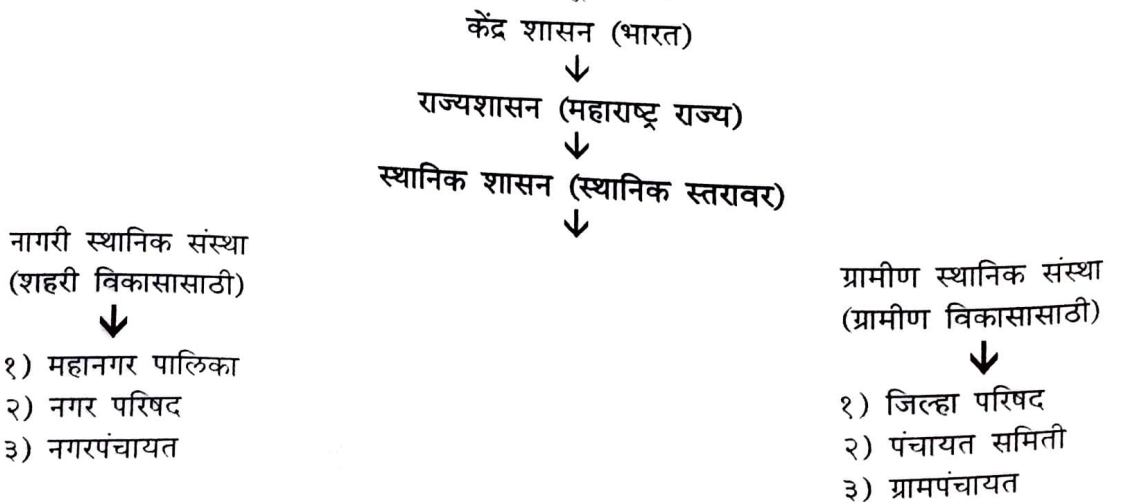 केंद्र शासन (भारत)
राज्यशासन (महाराष्ट्र राज्य)
स्थानिक शासन (स्थानिक स्तरावर)
नागरी स्थानिक संस्था
(शहरी विकासासाठी)
१) महानगर पालिका
२) नगर परिषद
३) नगरपंचायत
ग्रामीण स्थानिक संस्था
(ग्रामीण विकासासाठी)
१) जिल्हा परिषद
२) पंचायत समिती
३) ग्रामपंचायत